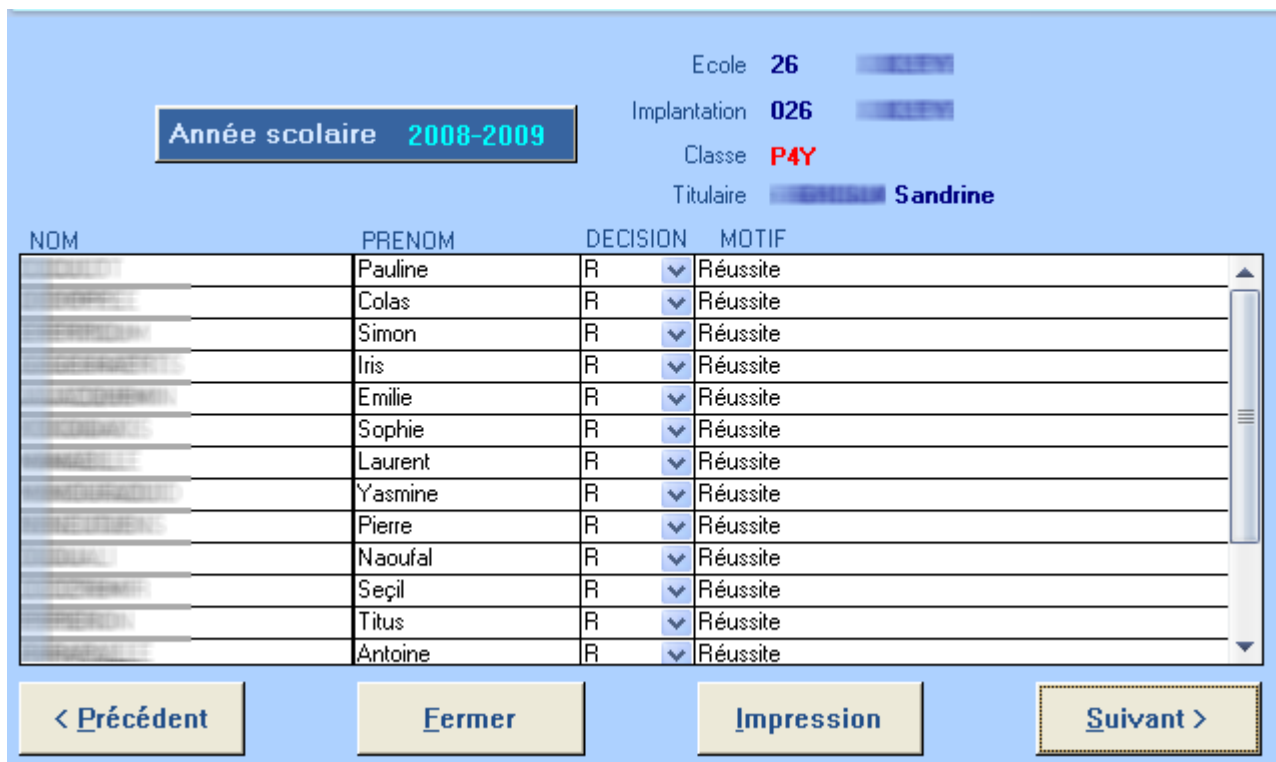 Ecole 26
Implantation 026
Année scolaire 2008-2009
Classe P4Y
Titulaire Sandrine
NOM PRENOM DECISION MOTIF
Pauline R Réussite
Colas R Réussite
Simon R Réussite
Iris R Réussite
Emilie R Réussite
Sophie R Réussite
Laurent R Réussite
Yasmine R Réussite
Pierre R Réussite
Naoufal R Réussite
Seçil R Réussite
Titus R Réussite
Antoine R Réussite
< Précédent Fermer Impression Suivant >